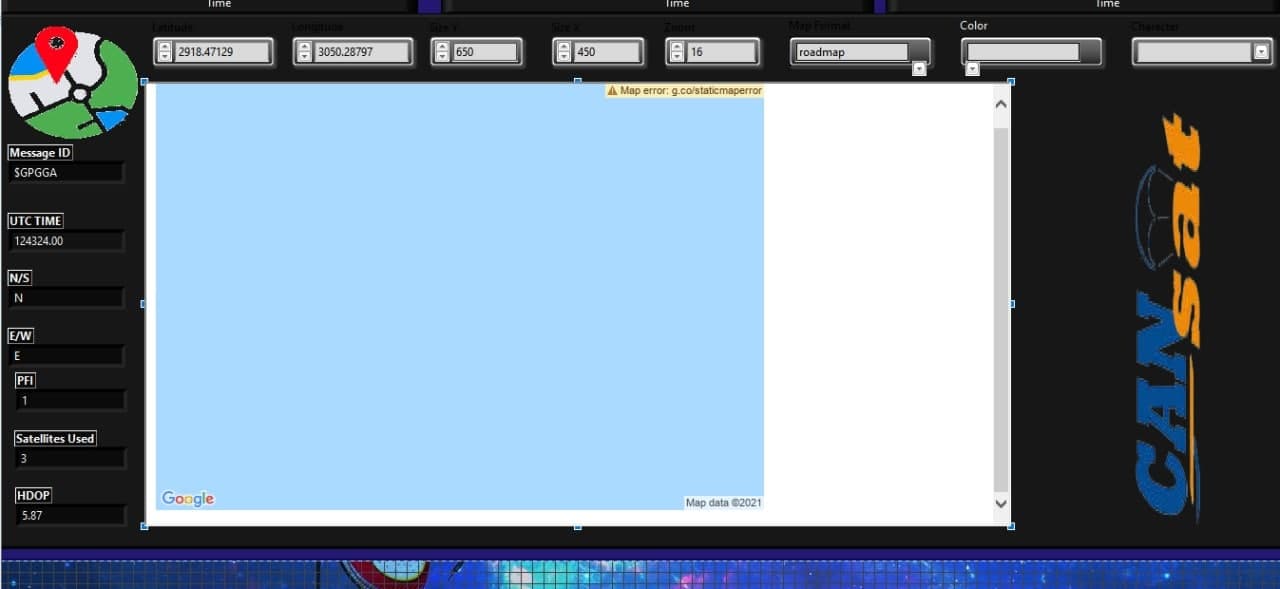 Time
Time
Time
Latitude
Longitude
Size Y
Size X
Zoom
Map Format
Color
Character
2918.47129
3050.28797
650
450
16
roadmap
Map error: g.co/staticmaperror
Message ID
$GPGGA
UTC TIME
124324.00
N/S
N
E/W
E
PFI
1
Satellites Used
3
HDOP
5.87
Google
Map data ©2021
CANsat